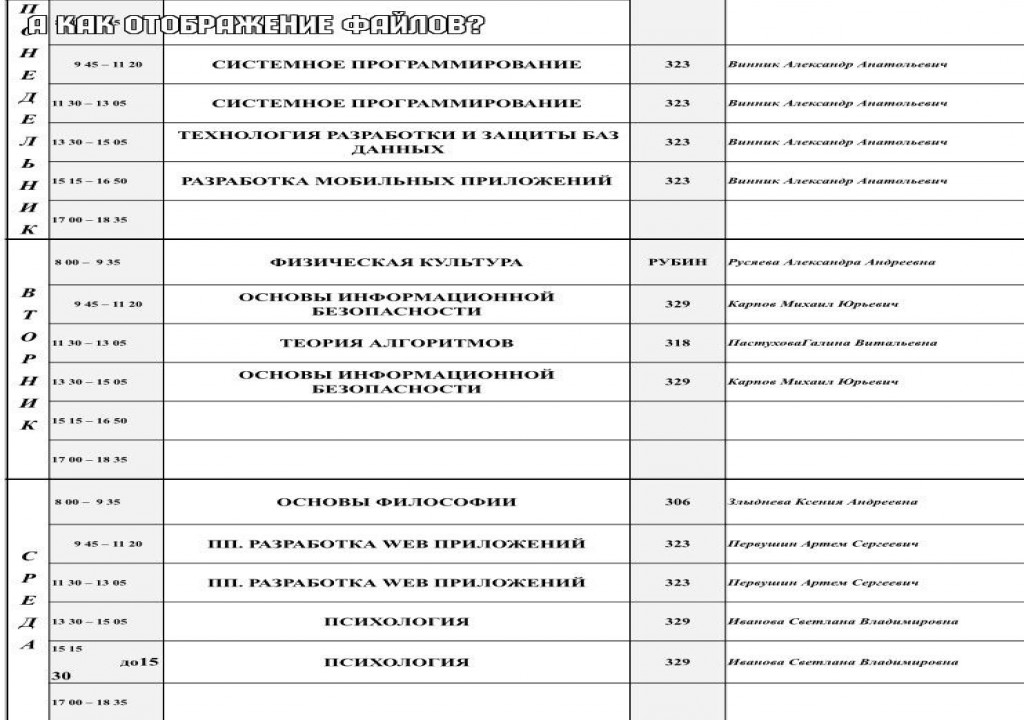 А КАК ОТОБРАЖЕНИЕ ФАЙЛОВ?
ПОНЕДЕЛЬНИК
9 45 – 11 20 СИСТЕМНОЕ ПРОГРАММИРОВАНИЕ 323 Винник Александр Анатольевич
11 30 – 13 05 СИСТЕМНОЕ ПРОГРАММИРОВАНИЕ 323 Винник Александр Анатольевич
13 30 – 15 05 ТЕХНОЛОГИЯ РАЗРАБОТКИ И ЗАЩИТЫ БАЗ
ДАННЫХ 323 Винник Александр Анатольевич
15 15 – 16 50 РАЗРАБОТКА МОБИЛЬНЫХ ПРИЛОЖЕНИЙ 323 Винник Александр Анатольевич
17 00 – 18 35
ВТОРНИК
8 00 – 9 35 ФИЗИЧЕСКАЯ КУЛЬТУРА РУБИН Русяева Александра Андреевна
9 45 – 11 20 ОСНОВЫ ИНФОРМАЦИОННОЙ
БЕЗОПАСНОСТИ 329 Карпов Михаил Юрьевич
11 30 – 13 05 ТЕОРИЯ АЛГОРИТМОВ 318 ПастуховаГалина Витальевна
13 30 – 15 05 ОСНОВЫ ИНФОРМАЦИОННОЙ
БЕЗОПАСНОСТИ 329 Карпов Михаил Юрьевич
15 15 – 16 50
17 00 – 18 35
СРЕДА
8 00 – 9 35 ОСНОВЫ ФИЛОСОФИИ 306 Злыднева Ксения Андреевна
9 45 – 11 20 ПП. РАЗРАБОТКА WEB ПРИЛОЖЕНИЙ 323 Первушин Артем Сергеевич
11 30 – 13 05 ПП. РАЗРАБОТКА WEB ПРИЛОЖЕНИЙ 323 Первушин Артем Сергеевич
13 30 – 15 05 ПСИХОЛОГИЯ 329 Иванова Светлана Владимировна
15 15
до15
30 ПСИХОЛОГИЯ 329 Иванова Светлана Владимировна
17 00 – 18 35